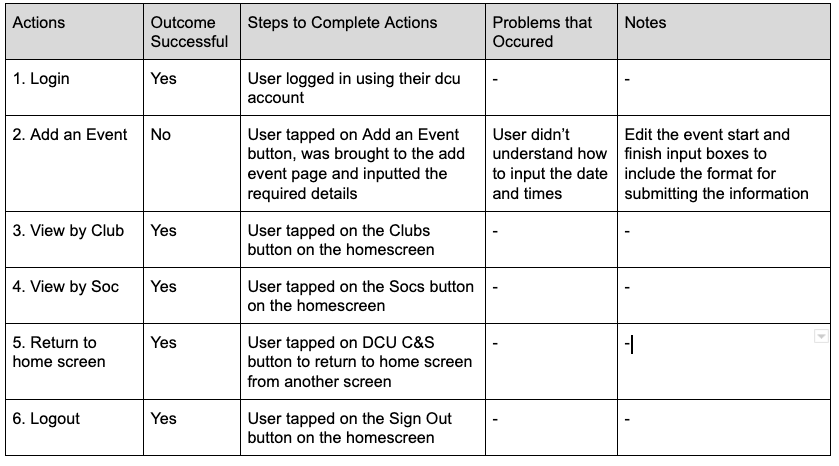 Actions
Outcome
Successful
Steps to Complete Actions
Problems that
Occured
Notes
1. Login
Yes
User logged in using their dcu
account
-
-
2. Add an Event
No
User tapped on Add an Event
button, was brought to the add
event page and inputted the
required details
User didn’t
understand how
to input the date
and times
Edit the event start and
finish input boxes to
include the format for
submitting the information
3. View by Club
Yes
User tapped on the Clubs
button on the homescreen
-
-
4. View by Soc
Yes
User tapped on the Socs button
on the homescreen
-
-
5. Return to
home screen
Yes
User tapped on DCU C&S
button to return to home screen
from another screen
-
-
6. Logout
Yes
User tapped on the Sign Out
button on the homescreen
-
-